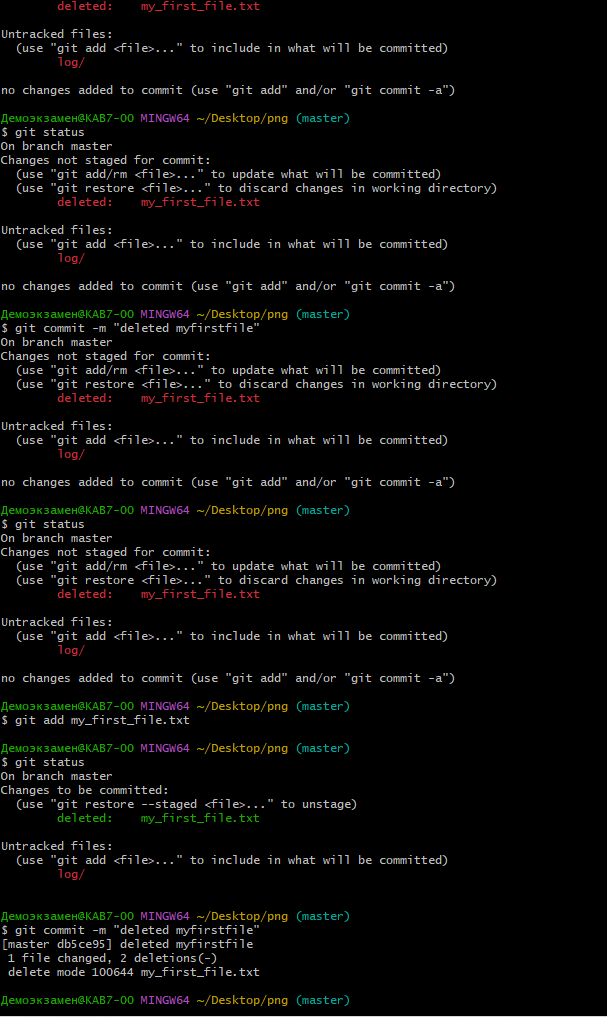 deleted:    my_first_file.txt
Untracked files:
(use "git add <file>..." to include in what will be committed)
log/
no changes added to commit (use "git add" and/or "git commit -a")
Демоэкзамен@КАВ7-00 MINGW64 ~/Desktop/png (master)
$ git status
On branch master
Changes not staged for commit:
(use "git add/rm <file>..." to update what will be committed)
(use "git restore <file>..." to discard changes in working directory)
deleted:    my_first_file.txt
Untracked files:
(use "git add <file>..." to include in what will be committed)
log/
no changes added to commit (use "git add" and/or "git commit -a")
Демоэкзамен@КАВ7-00 MINGW64 ~/Desktop/png (master)
$ git commit -m "deleted myfirstfile"
On branch master
Changes not staged for commit:
(use "git add/rm <file>..." to update what will be committed)
(use "git restore <file>..." to discard changes in working directory)
deleted:    my_first_file.txt
Untracked files:
(use "git add <file>..." to include in what will be committed)
log/
no changes added to commit (use "git add" and/or "git commit -a")
Демоэкзамен@КАВ7-00 MINGW64 ~/Desktop/png (master)
$ git status
On branch master
Changes not staged for commit:
(use "git add/rm <file>..." to update what will be committed)
(use "git restore <file>..." to discard changes in working directory)
deleted:    my_first_file.txt
Untracked files:
(use "git add <file>..." to include in what will be committed)
log/
no changes added to commit (use "git add" and/or "git commit -a")
Демоэкзамен@КАВ7-00 MINGW64 ~/Desktop/png (master)
$ git add my_first_file.txt
Демоэкзамен@КАВ7-00 MINGW64 ~/Desktop/png (master)
$ git status
On branch master
Changes to be committed:
(use "git restore --staged <file>..." to unstage)
deleted:    my_first_file.txt
Untracked files:
(use "git add <file>..." to include in what will be committed)
log/
Демоэкзамен@КАВ7-00 MINGW64 ~/Desktop/png (master)
$ git commit -m "deleted myfirstfile"
[master db5ce95] deleted myfirstfile
1 file changed, 2 deletions(-)
delete mode 100644 my_first_file.txt
Демоэкзамен@КАВ7-00 MINGW64 ~/Desktop/png (master)